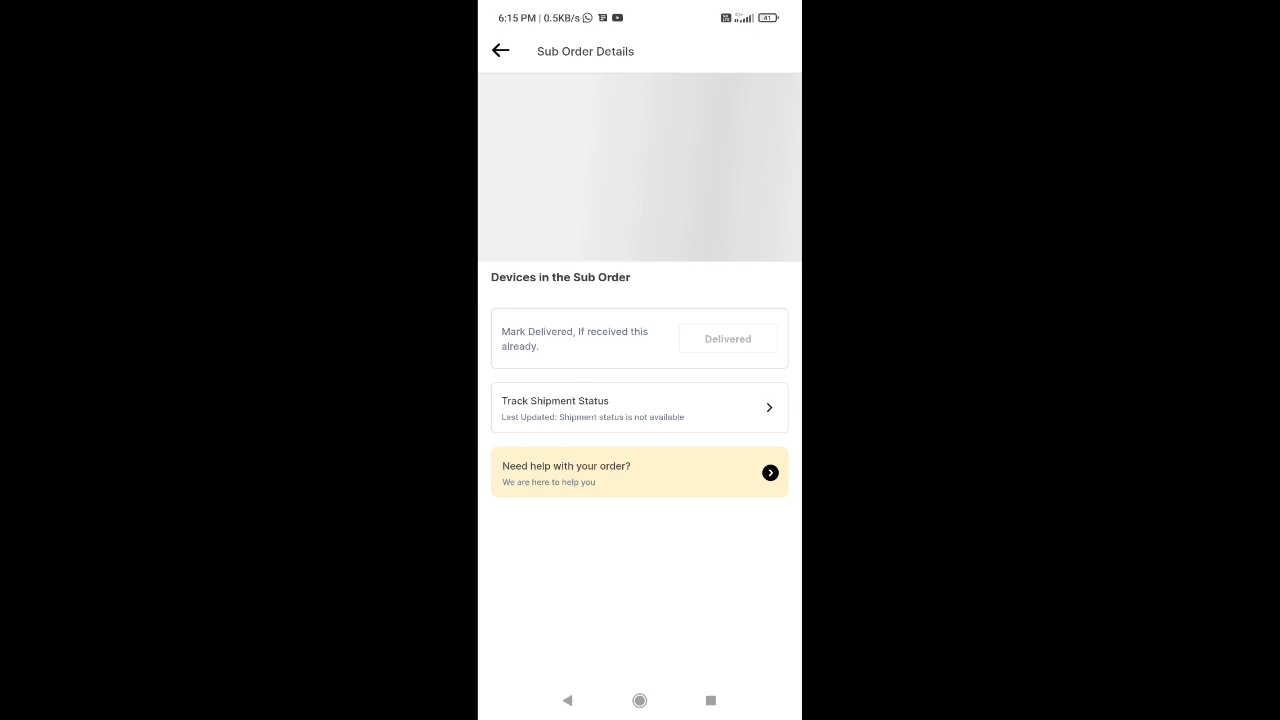 6:15 PM | 0.5KB/s
41
Sub Order Details
Devices in the Sub Order
Mark Delivered, If received this
already.
Delivered
Track Shipment Status
Last Updated: Shipment status is not available
Need help with your order?
We are here to help you